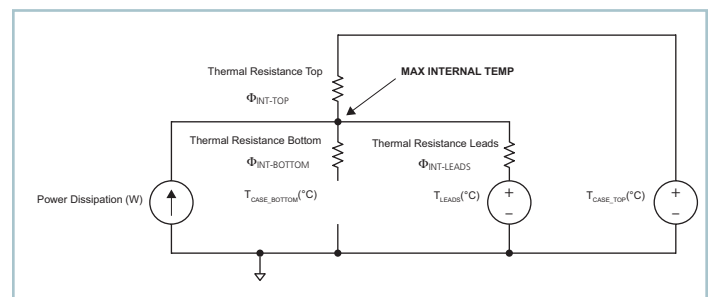 Thermal Resistance Top
MAX INTERNAL TEMP
ΦINT-TOP
Thermal Resistance Bottom
Thermal Resistance Leads
ΦINT-BOTTOM
ΦINT-LEADS
Power Dissipation (W)
TCASE_BOTTOM(°C)
TLEADS(°C)
+
–
TCASE_TOP(°C)
+
–